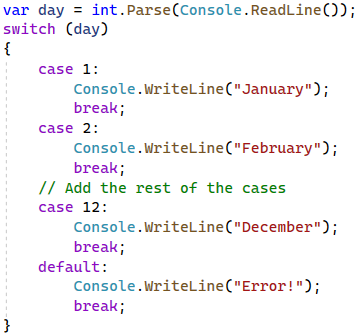 var day = int.Parse(Console.ReadLine());
switch (day)
{
    case 1:
        Console.WriteLine("January");
        break;
    case 2:
        Console.WriteLine("February");
        break;
    // Add the rest of the cases
    case 12:
        Console.WriteLine("December");
        break;
    default:
        Console.WriteLine("Error!");
        break;
}